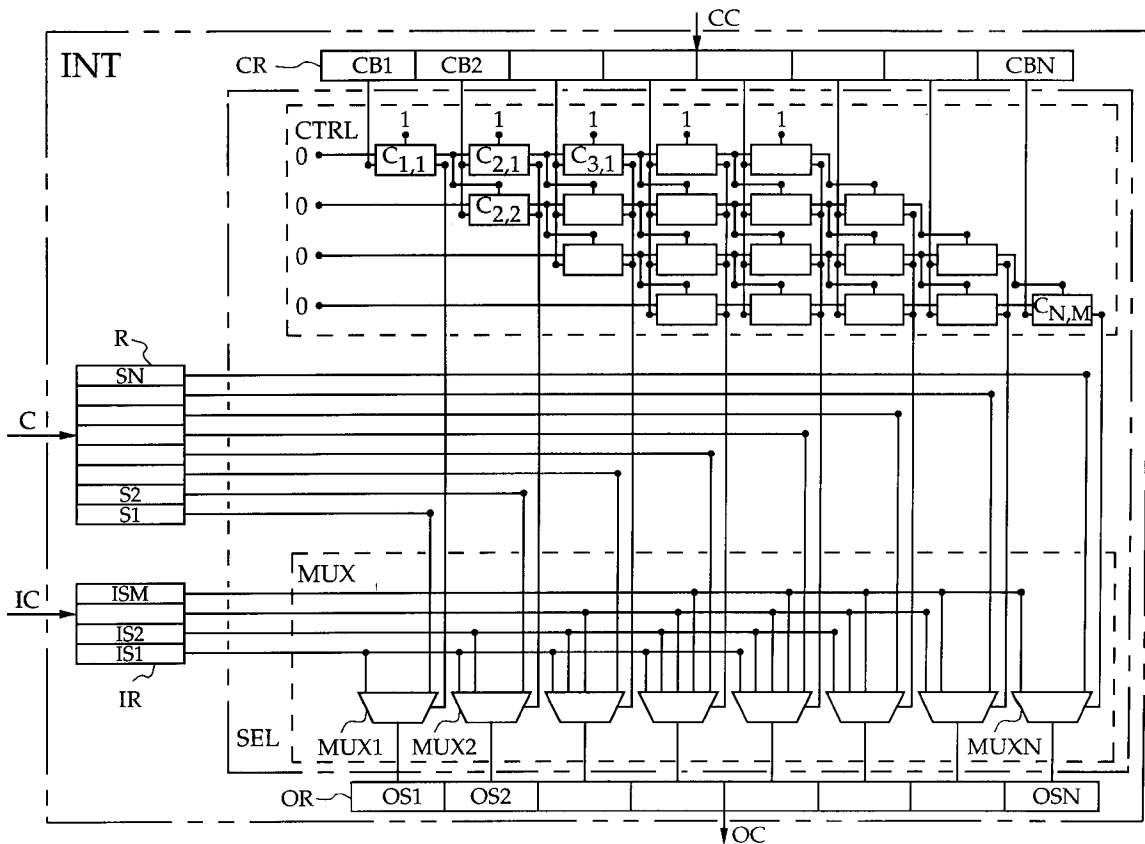 CC
INT
CR CB1 CB2 CBN
CTRL 1 1 1 1 1
0 C1,1 C2,1 C3,1
0 C2,2
0
0 CN,M
R
SN
C
S2
S1
MUX
IC ISM
IS2
IS1
IR
SEL MUX1 MUX2 MUXN
OR OS1 OS2 OSN
OC